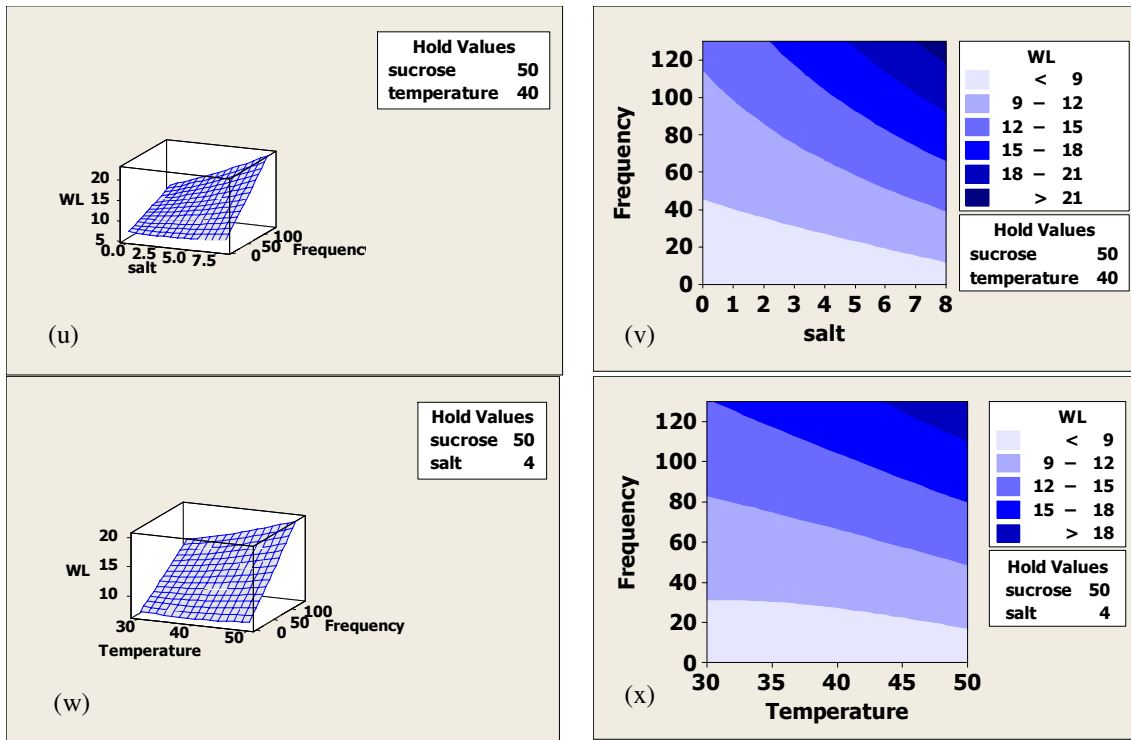 Hold Values
sucrose 50
temperature 40
20
15
WL
10
5
0.0 2.5 5.0 7.5
salt
0 50 100
Frequency
(u)
120
100
80
60
40
20
0
Frequency
0 1 2 3 4 5 6 7 8
salt
WL
< 9
9 – 12
12 – 15
15 – 18
18 – 21
> 21
Hold Values
sucrose 50
temperature 40
(v)
Hold Values
sucrose 50
salt 4
20
15
WL
10
30 40 50
Temperature
0 50 100
Frequency
(w)
120
100
80
60
40
20
0
Frequency
30 35 40 45 50
Temperature
WL
< 9
9 – 12
12 – 15
15 – 18
> 18
Hold Values
sucrose 50
salt 4
(x)